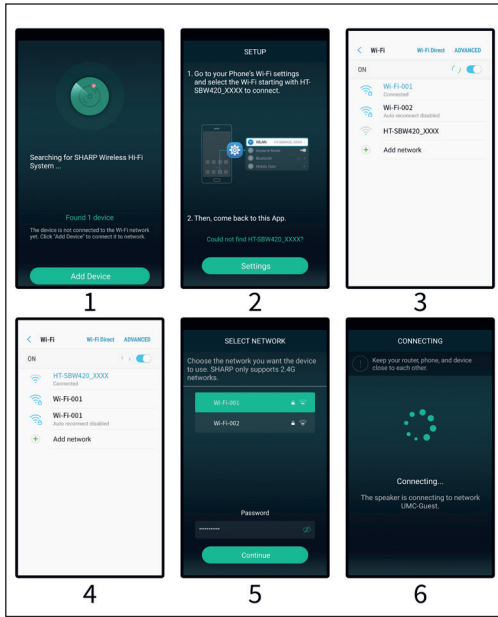 Searching for SHARP Wireless Hi-Fi
System ...
Found 1 device
The device is not connected to the Wi-Fi network
yet. Click "Add Device" to connect it to network.
Add Device
1
SETUP
1. Go to your Phone's Wi-Fi settings
and select the Wi-Fi starting with HT-
SBW420_XXXX to connect.
WLAN
2. Then, come back to this App.
Could not find HT-SBW420_XXXX?
Settings
2
Wi-Fi Wi-Fi Direct ADVANCED
ON
Wi-Fi-001
Connected
Wi-Fi-002
Auto reconnect disabled
HT-SBW420_XXXX
Add network
3
Wi-Fi Wi-Fi Direct ADVANCED
ON
HT-SBW420_XXXX
Connected
Wi-Fi-001
Wi-Fi-001
Auto reconnect disabled
Add network
4
SELECT NETWORK
Choose the network you want the device
to use. SHARP only supports 2.4G
networks.
Wi-Fi-001
Wi-Fi-002
Password
Continue
5
CONNECTING
Keep your router, phone, and device
close to each other.
Connecting...
The speaker is connecting to network
UMC-Guest.
6